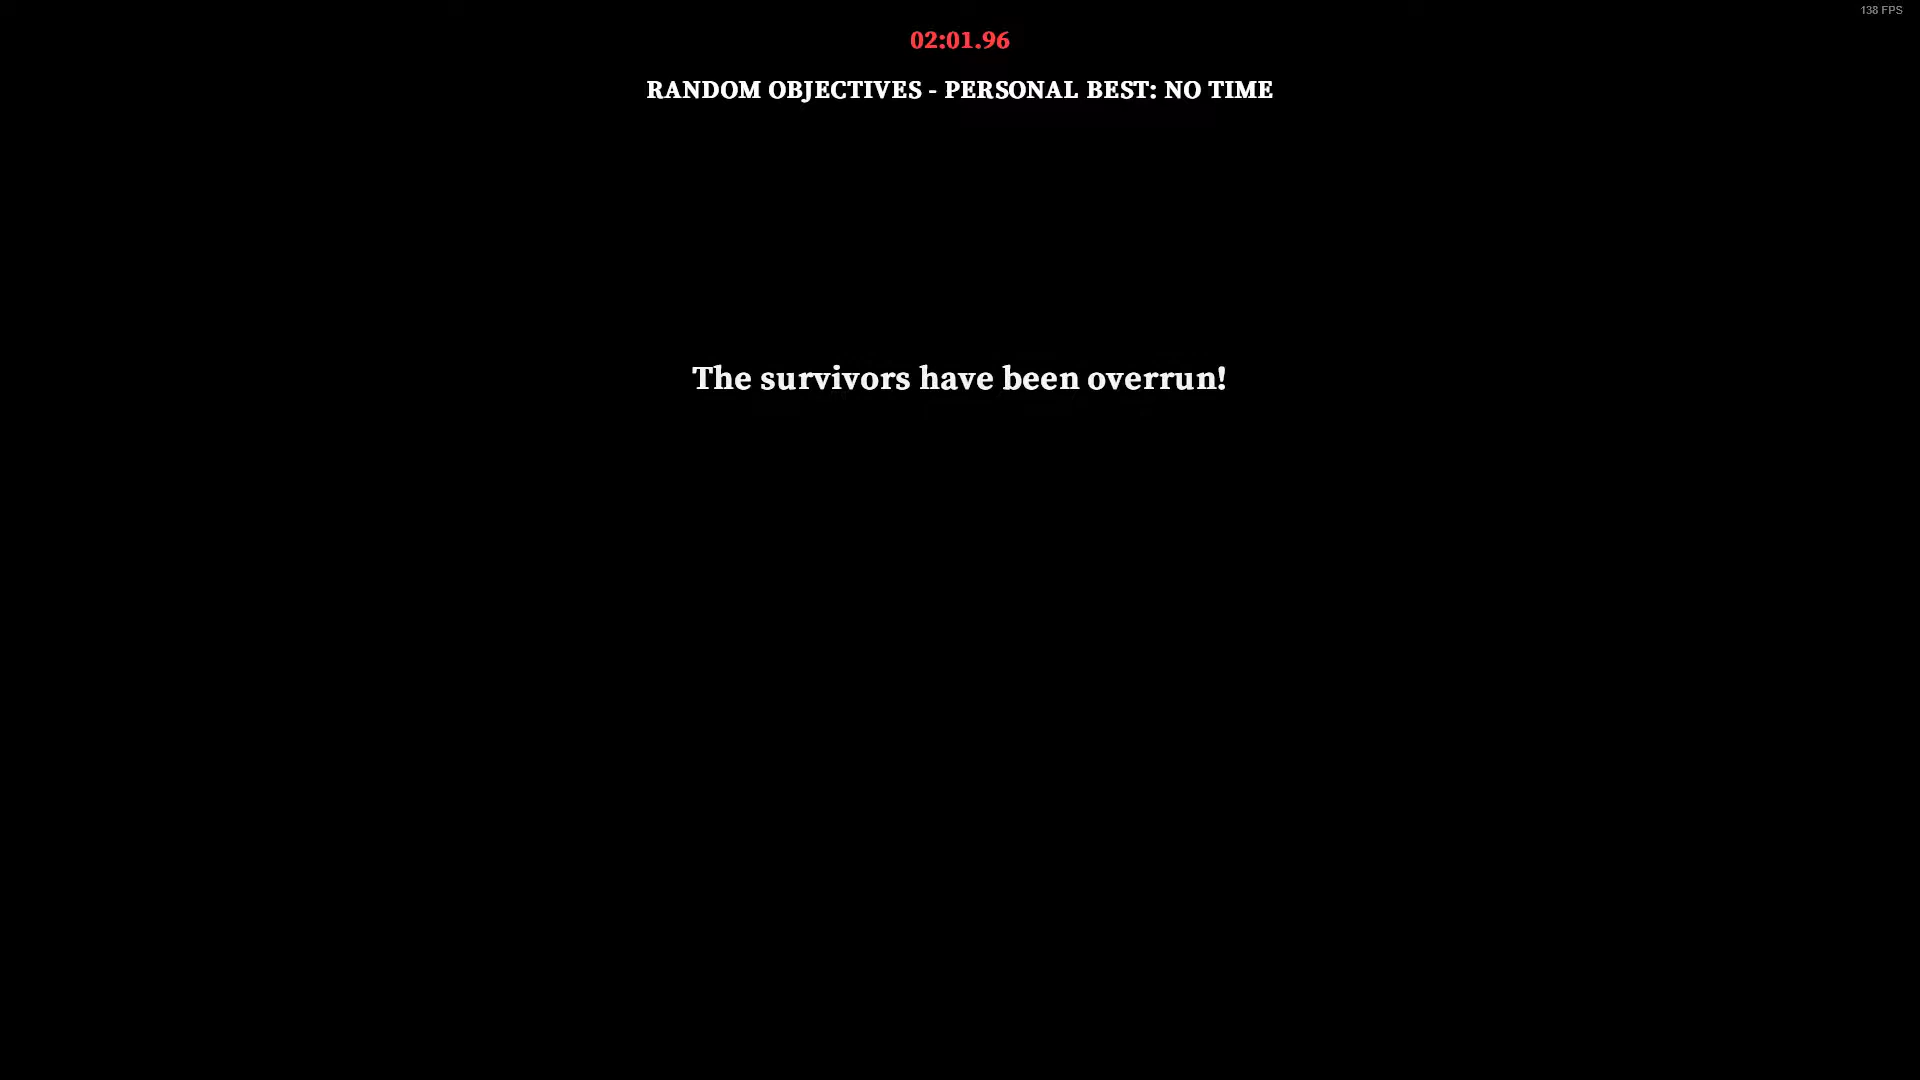 138 FPS
02:01.96
RANDOM OBJECTIVES - PERSONAL BEST: NO TIME
The survivors have been overrun!